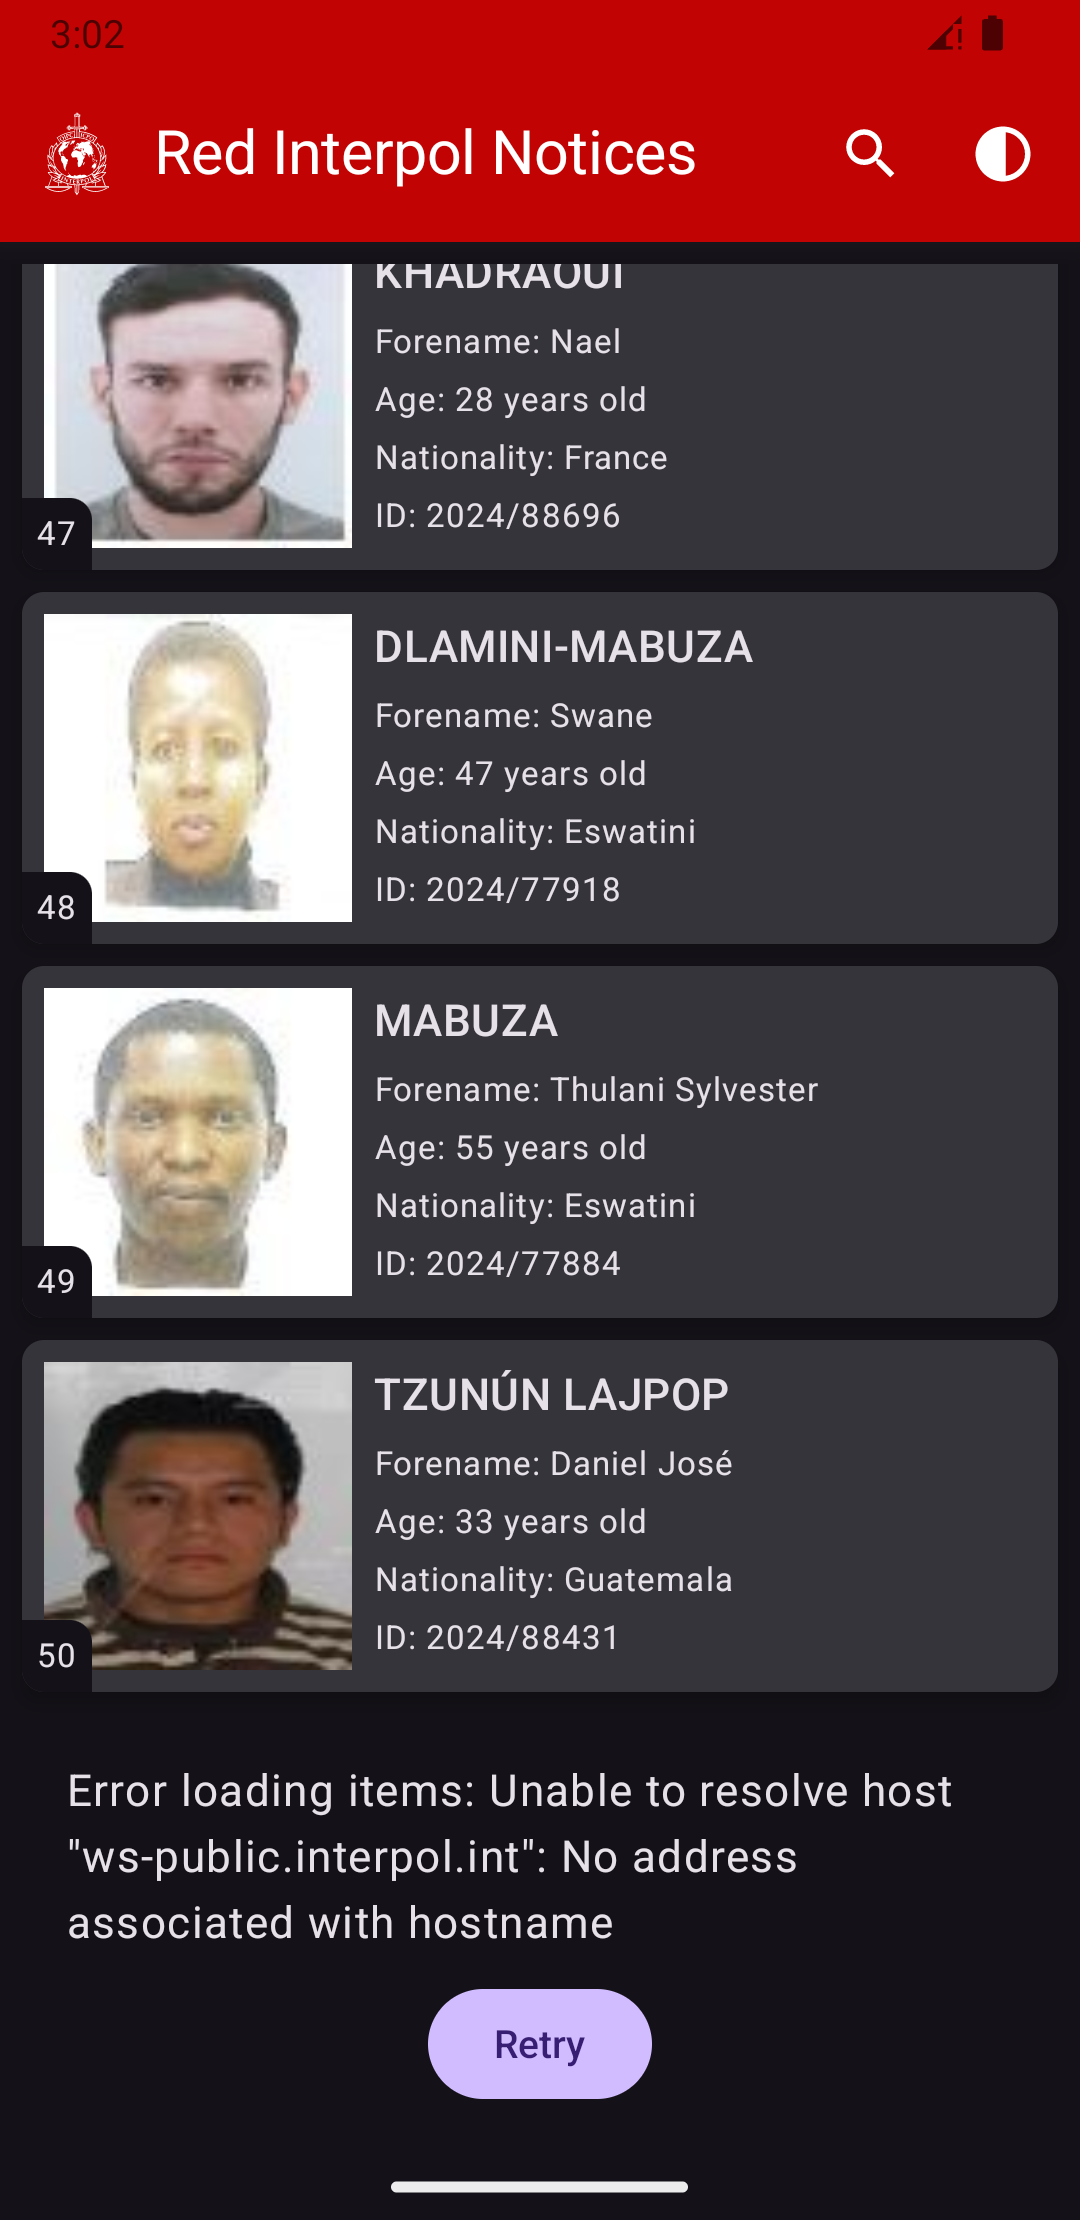 3:02
Red Interpol Notices
KHADRAOUI
Forename: Nael
Age: 28 years old
Nationality: France
ID: 2024/88696
47
DLAMINI-MABUZA
Forename: Swane
Age: 47 years old
Nationality: Eswatini
ID: 2024/77918
48
MABUZA
Forename: Thulani Sylvester
Age: 55 years old
Nationality: Eswatini
ID: 2024/77884
49
TZUNÚN LAJPOP
Forename: Daniel José
Age: 33 years old
Nationality: Guatemala
ID: 2024/88431
50
Error loading items: Unable to resolve host
"ws-public.interpol.int": No address
associated with hostname
Retry